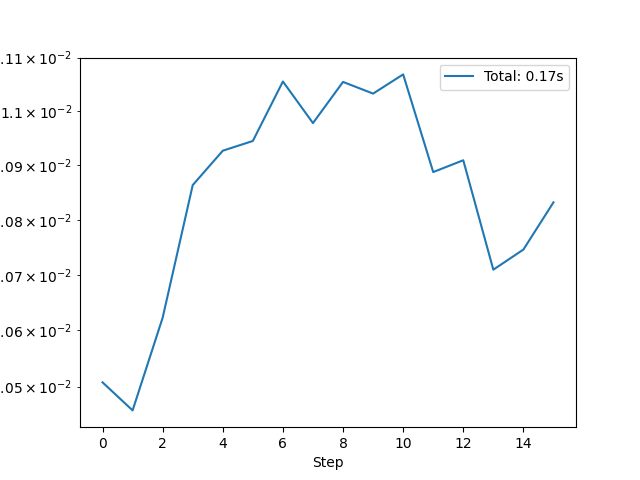 .11 × 10⁻²
1.1 × 10⁻²
.09 × 10⁻²
.08 × 10⁻²
.07 × 10⁻²
.06 × 10⁻²
.05 × 10⁻²
Total: 0.17s
0 2 4 6 8 10 12 14
Step